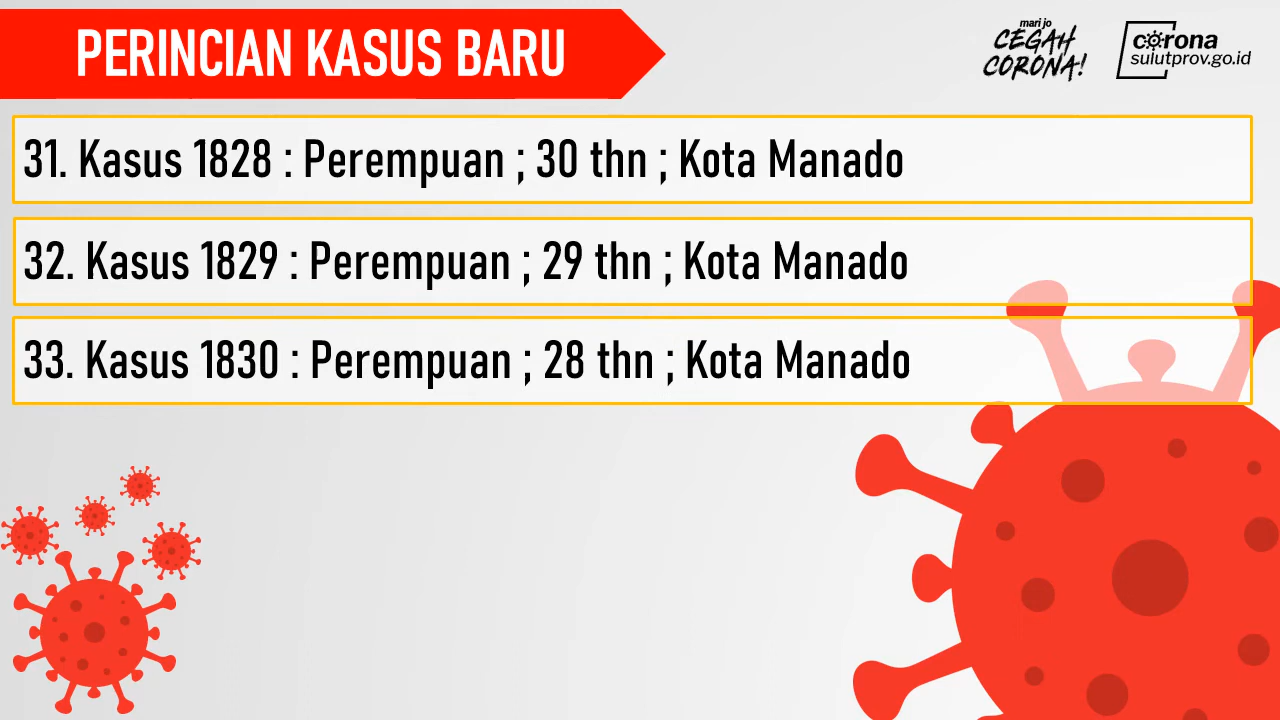 PERINCIAN KASUS BARU
mari jo
CEGAH
CORONA!
corona
sulutprov.go.id
31. Kasus 1828 : Perempuan ; 30 thn ; Kota Manado
32. Kasus 1829 : Perempuan ; 29 thn ; Kota Manado
33. Kasus 1830 : Perempuan ; 28 thn ; Kota Manado